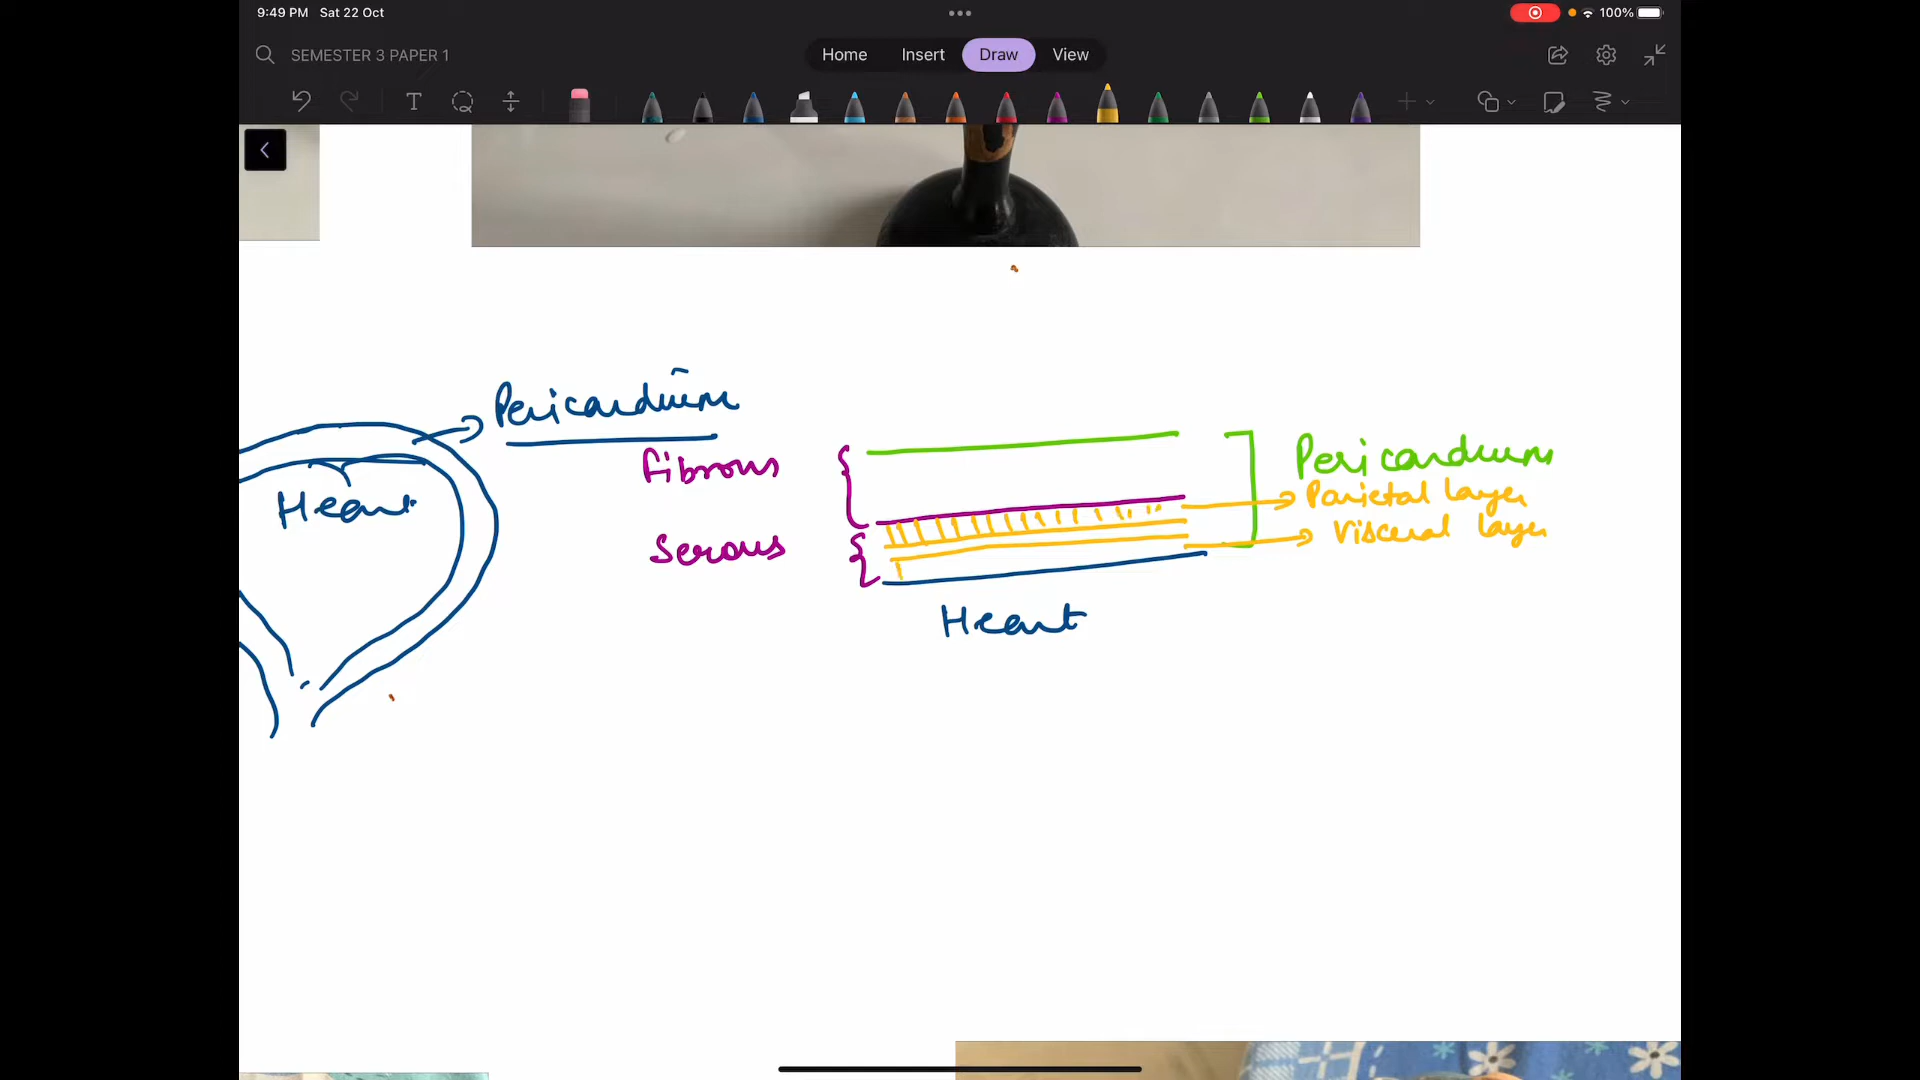 9:49 PM Sat 22 Oct
100%
SEMESTER 3 PAPER 1
Home Insert Draw View
T
Pericardium
Heart
Fibrous
Serous
Pericardium
Parietal layer
Visceral layer
Heart